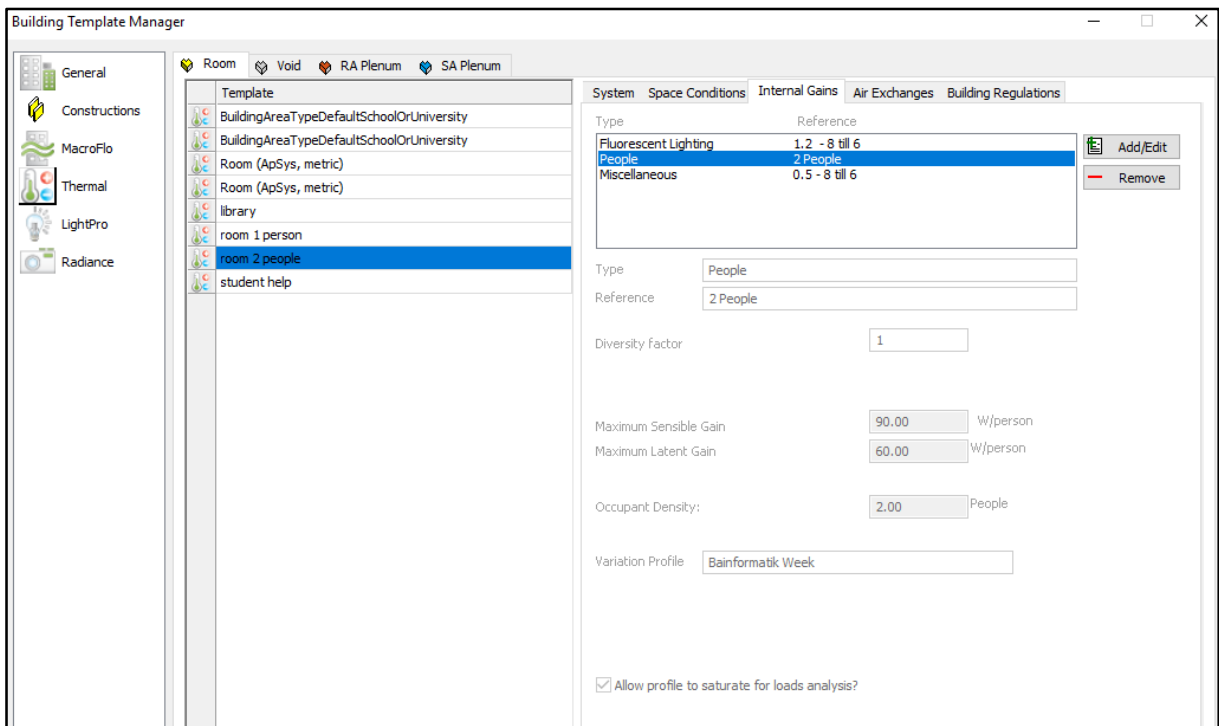 Building Template Manager
General
Constructions
MacroFlo
Thermal
LightPro
Radiance
Room Void RA Plenum SA Plenum
Template
BuildingAreaTypeDefaultSchoolOrUniversity
BuildingAreaTypeDefaultSchoolOrUniversity
Room (ApSys, metric)
Room (ApSys, metric)
library
room 1 person
room 2 people
student help
System Space Conditions Internal Gains Air Exchanges Building Regulations
Type Reference
Fluorescent Lighting 1.2 - 8 till 6
People 2 People
Miscellaneous 0.5 - 8 till 6
Add/Edit
Remove
Type People
Reference 2 People
Diversity factor 1
Maximum Sensible Gain 90.00 W/person
Maximum Latent Gain 60.00 W/person
Occupant Density: 2.00 People
Variation Profile Bainformatik Week
Allow profile to saturate for loads analysis?